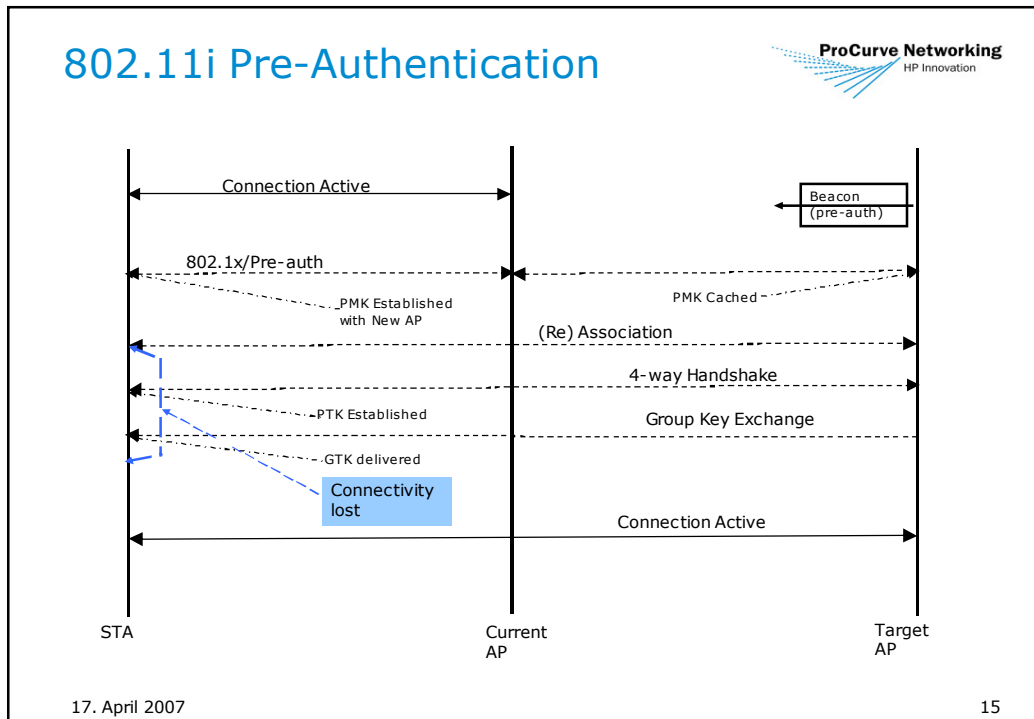 802.11i Pre-Authentication
ProCurve Networking
HP Innovation
Connection Active
Beacon
(pre-auth)
802.1x/Pre-auth
PMK Established
with New AP
PMK Cached
(Re) Association
4-way Handshake
PTK Established
Group Key Exchange
GTK delivered
Connectivity
lost
Connection Active
STA
Current
AP
Target
AP
17. April 2007
15